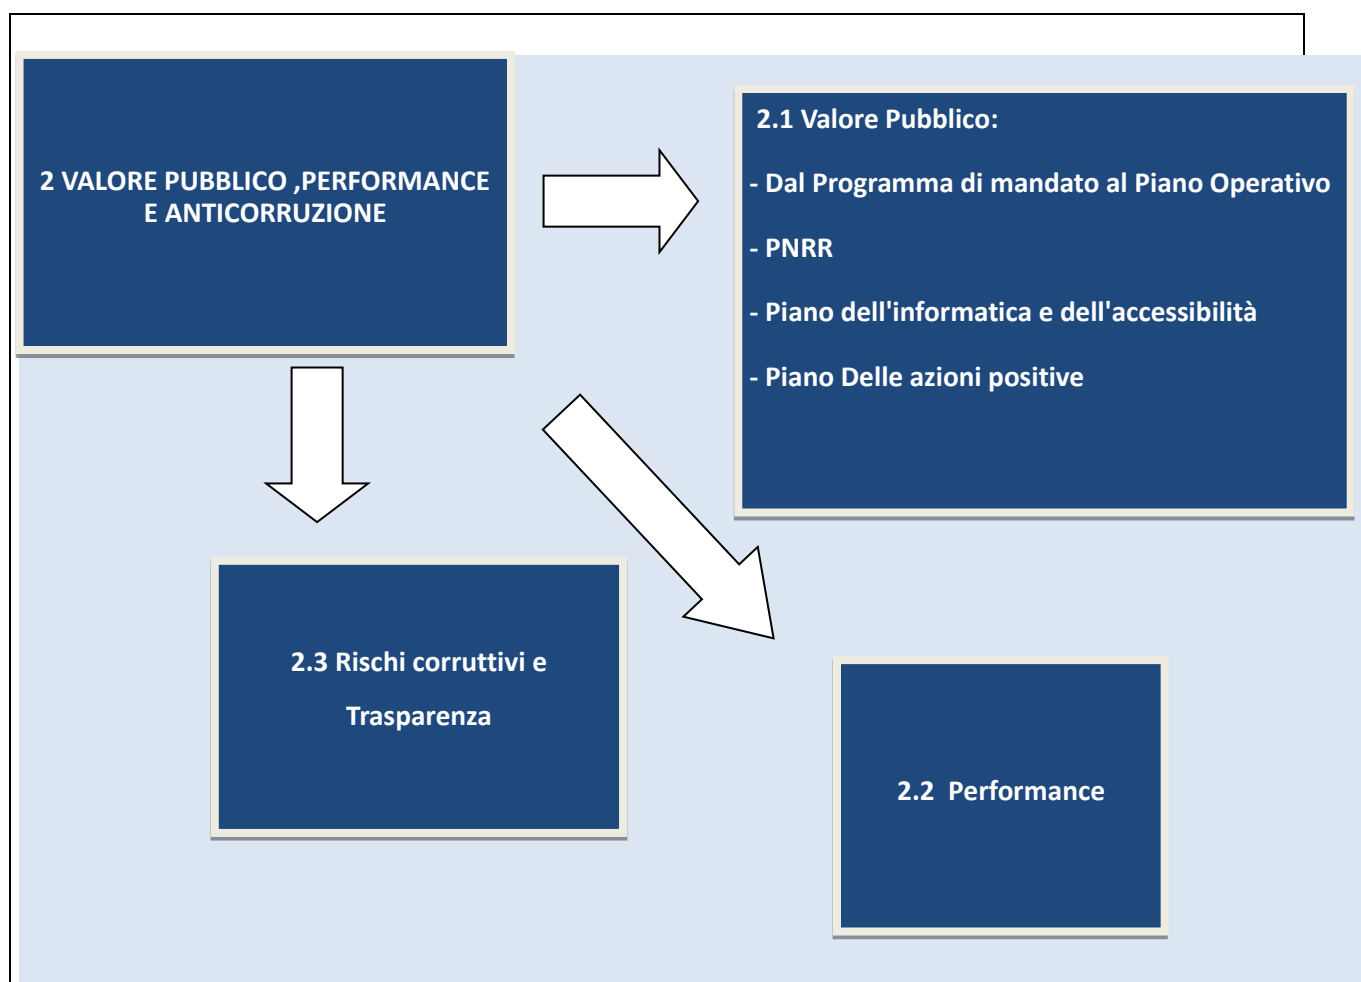 2 VALORE PUBBLICO ,PERFORMANCE
E ANTICORRUZIONE
2.1 Valore Pubblico:
- Dal Programma di mandato al Piano Operativo
- PNRR
- Piano dell'informatica e dell'accessibilità
- Piano Delle azioni positive
2.3 Rischi corruttivi e
Trasparenza
2.2  Performance